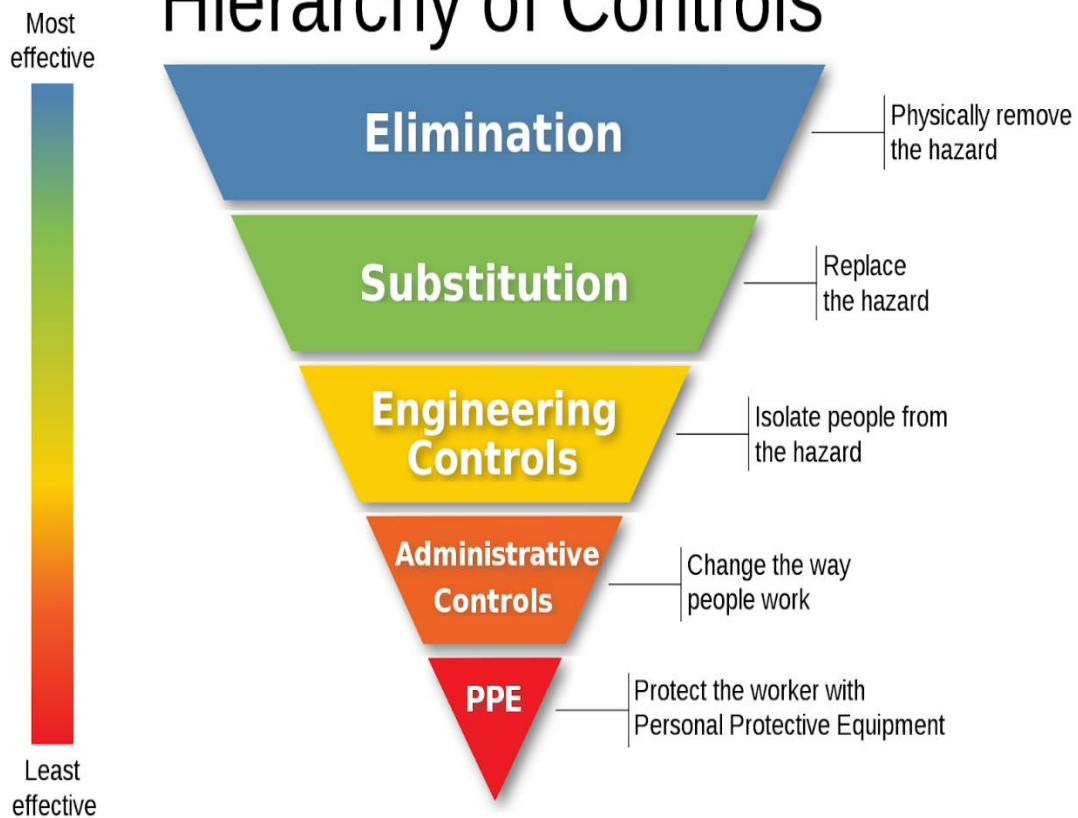 Hierarchy of Controls
Most
effective
Elimination
Physically remove
the hazard
Substitution
Replace
the hazard
Engineering
Controls
Isolate people from
the hazard
Administrative
Controls
Change the way
people work
PPE
Protect the worker with
Personal Protective Equipment
Least
effective